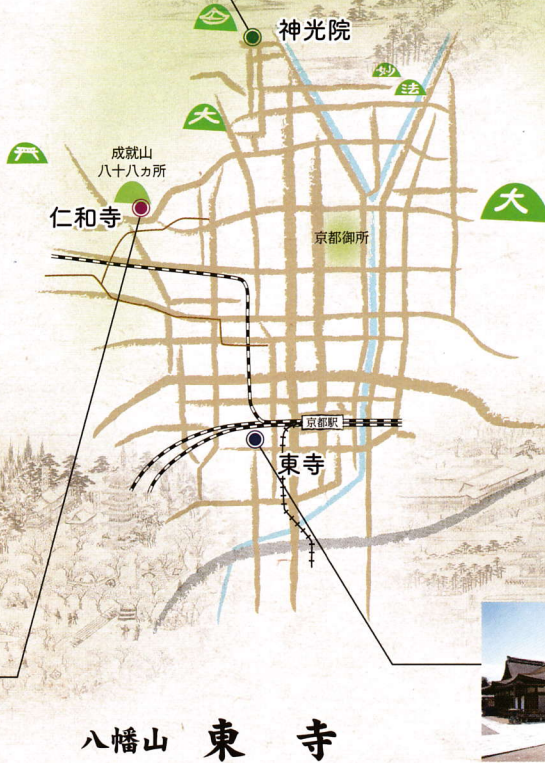 神光院
妙
法
大
成就山
八十八ヵ所
仁和寺
大
京都御所
京都駅
東寺
八幡山 東寺